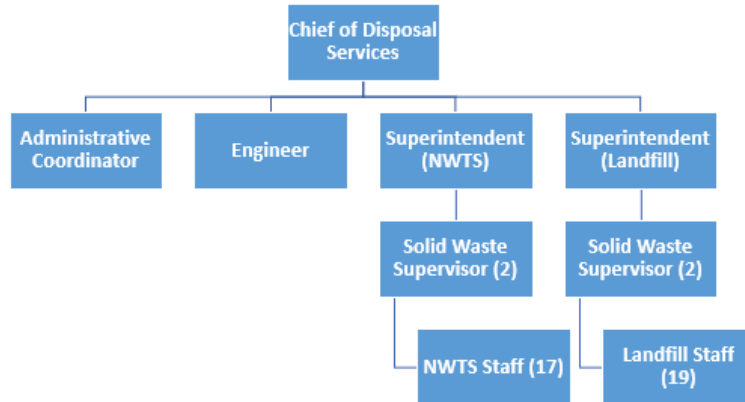 Chief of Disposal
Services
Administrative
Coordinator
Engineer
Superintendent
(NWTS)
Superintendent
(Landfill)
Solid Waste
Supervisor (2)
Solid Waste
Supervisor (2)
NWTS Staff (17)
Landfill Staff
(19)